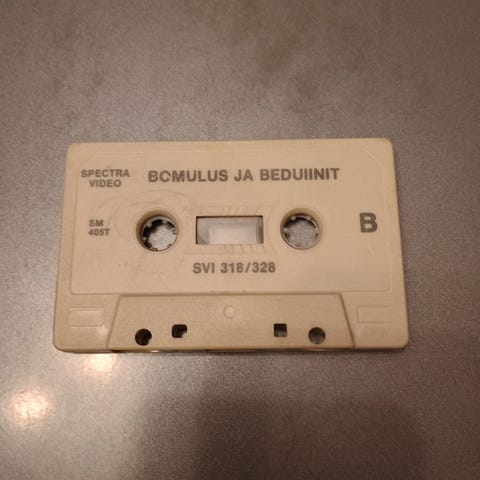 SPECTRA
VIDEO
BOMULUS JA BEDUIINIT
SM
405T
B
SVI 318/328